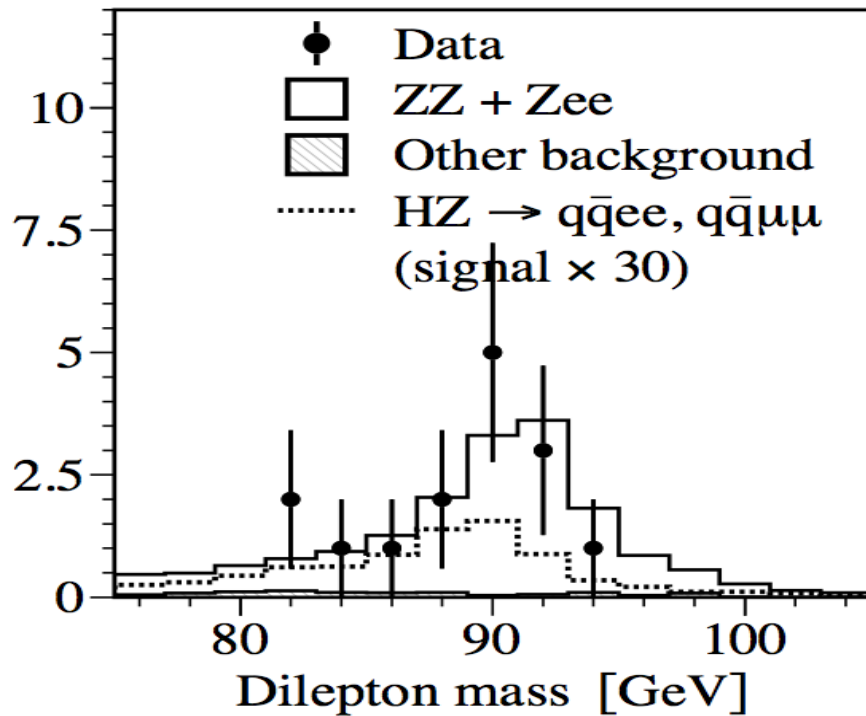 Data
ZZ + Zee
Other background
HZ → qq̄ee, qq̄μμ
(signal × 30)
10
7.5
5
2.5
0
80 90 100
Dilepton mass [GeV]